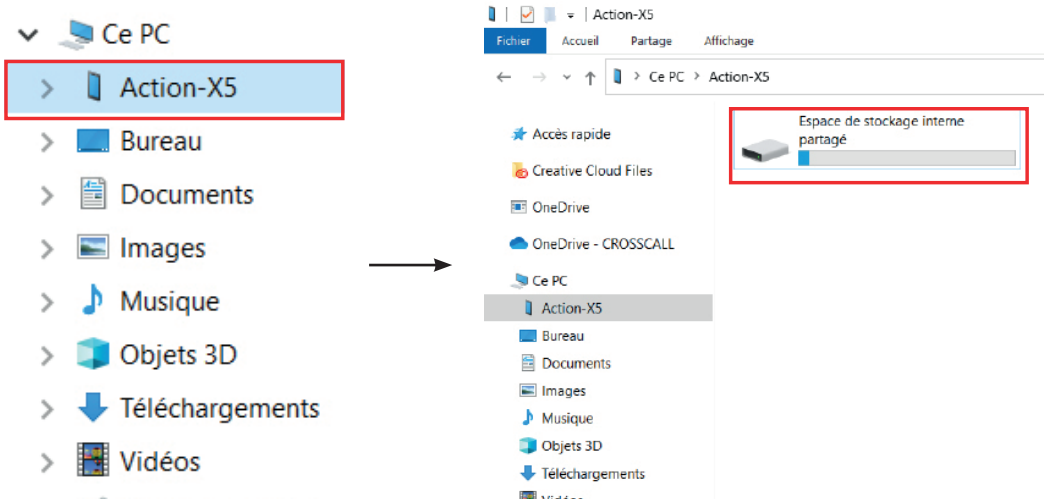 Ce PC
Action-X5
Bureau
Documents
Images
Musique
Objets 3D
Téléchargements
Vidéos
Action-X5
Fichier Accueil Partage Affichage
Ce PC > Action-X5
Accès rapide
Creative Cloud Files
OneDrive
OneDrive - CROSSCALL
Ce PC
Action-X5
Bureau
Documents
Images
Musique
Objets 3D
Téléchargements
Vidéos
Espace de stockage interne
partagé